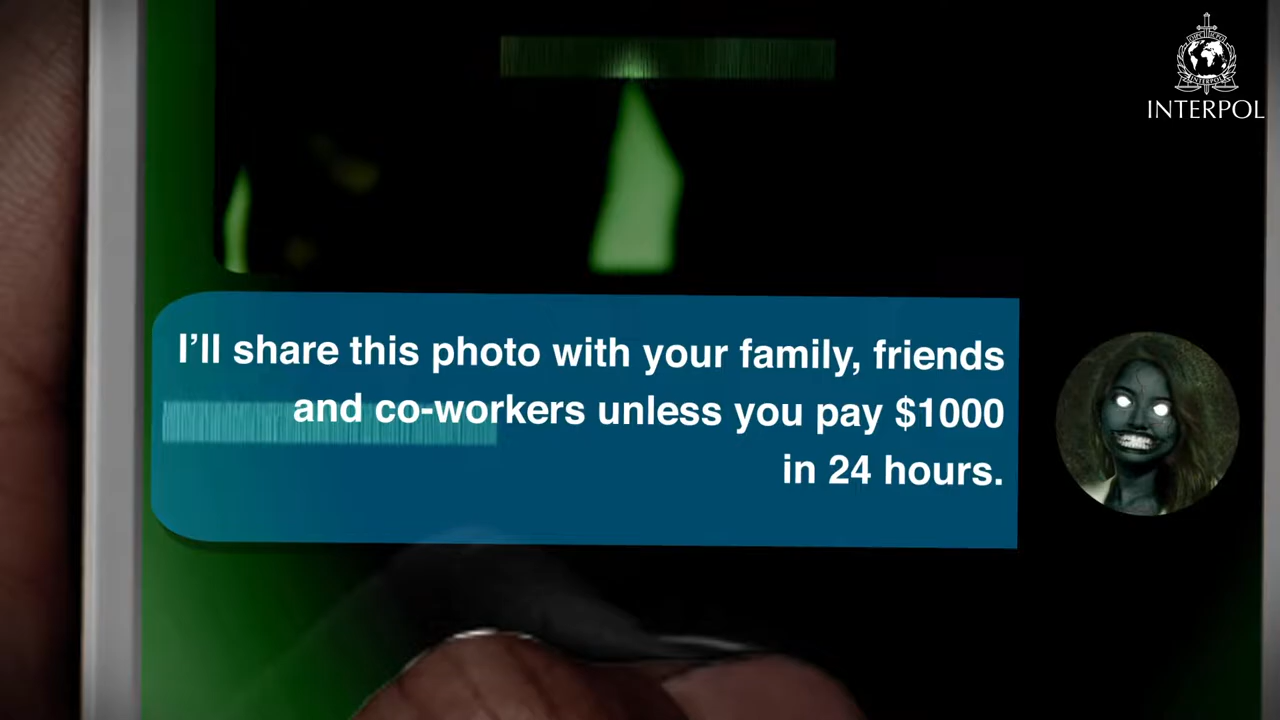 INTERPOL
I'll share this photo with your family, friends
and co-workers unless you pay $1000
in 24 hours.